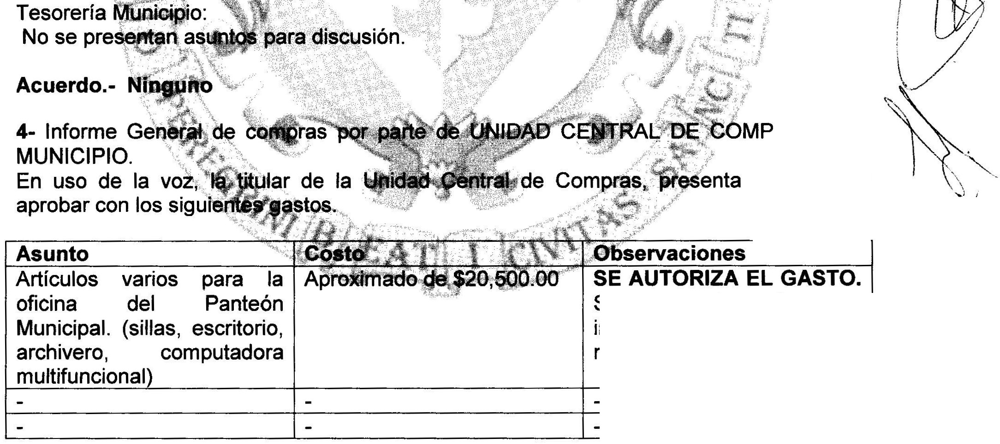 Tesorería Municipio:
No se presentan asuntos para discusión.
Acuerdo.- Ninguno
4- Informe General de compras por parte de UNIDAD CENTRAL DE COMP
MUNICIPIO.
En uso de la voz, la titular de la Unidad Central de Compras, presenta
aprobar con los siguientes gastos.
Asunto Costo Observaciones
Artículos varios para la Aproximado de $20,500.00 SE AUTORIZA EL GASTO.
oficina del Panteón
Municipal. (sillas, escritorio,
archivero, computadora
multifuncional)
- - -
- - -
CIVITAS